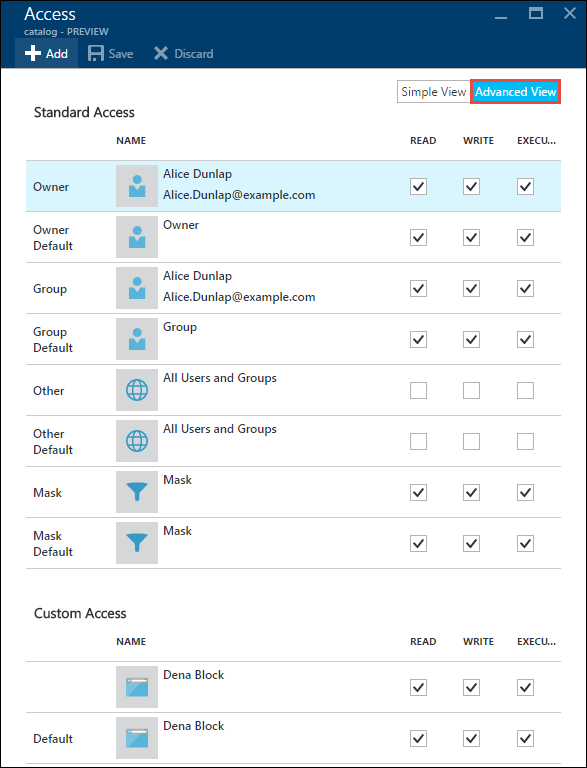 Access
catalog - PREVIEW
Add Save Discard
Simple View Advanced View
Standard Access
NAME READ WRITE EXECU...
Owner Alice Dunlap
Alice.Dunlap@example.com
Owner Default Owner
Group Alice Dunlap
Alice.Dunlap@example.com
Group Default Group
Other All Users and Groups
Other Default All Users and Groups
Mask Mask
Mask Default Mask
Custom Access
NAME READ WRITE EXECU...
Dena Block
Default Dena Block